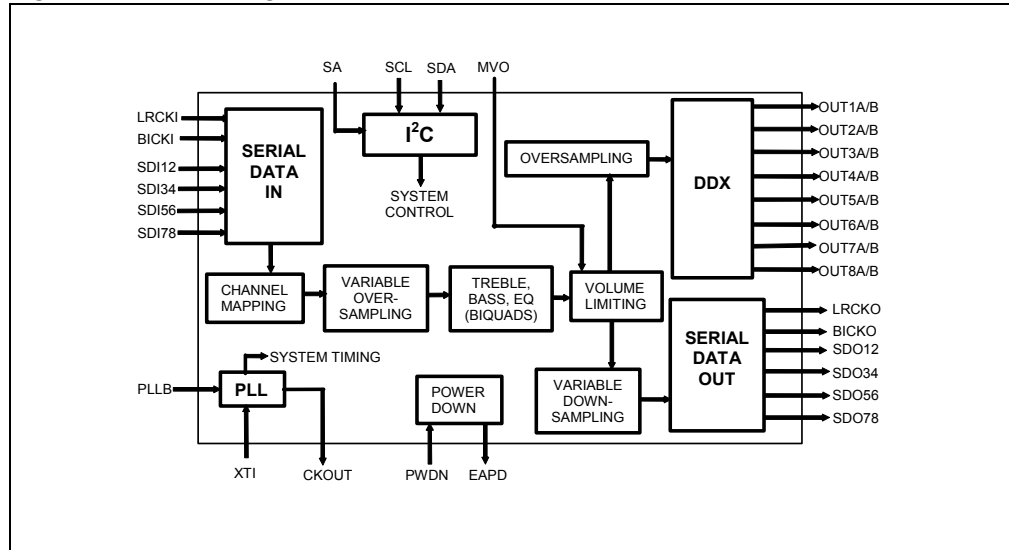 SA
SCL
SDA
MVO
LRCKI
BICKI
SDI12
SDI34
SDI56
SDI78
SERIAL
DATA
IN
I²C
SYSTEM
CONTROL
OVERSAMPLING
DDX
OUT1A/B
OUT2A/B
OUT3A/B
OUT4A/B
OUT5A/B
OUT6A/B
OUT7A/B
OUT8A/B
CHANNEL
MAPPING
VARIABLE
OVER-
SAMPLING
TREBLE,
BASS, EQ
(BIQUADS)
VOLUME
LIMITING
SERIAL
DATA
OUT
LRCKO
BICKO
SDO12
SDO34
SDO56
SDO78
SYSTEM TIMING
PLLB
PLL
POWER
DOWN
VARIABLE
DOWN-
SAMPLING
XTI
CKOUT
PWDN
EAPD